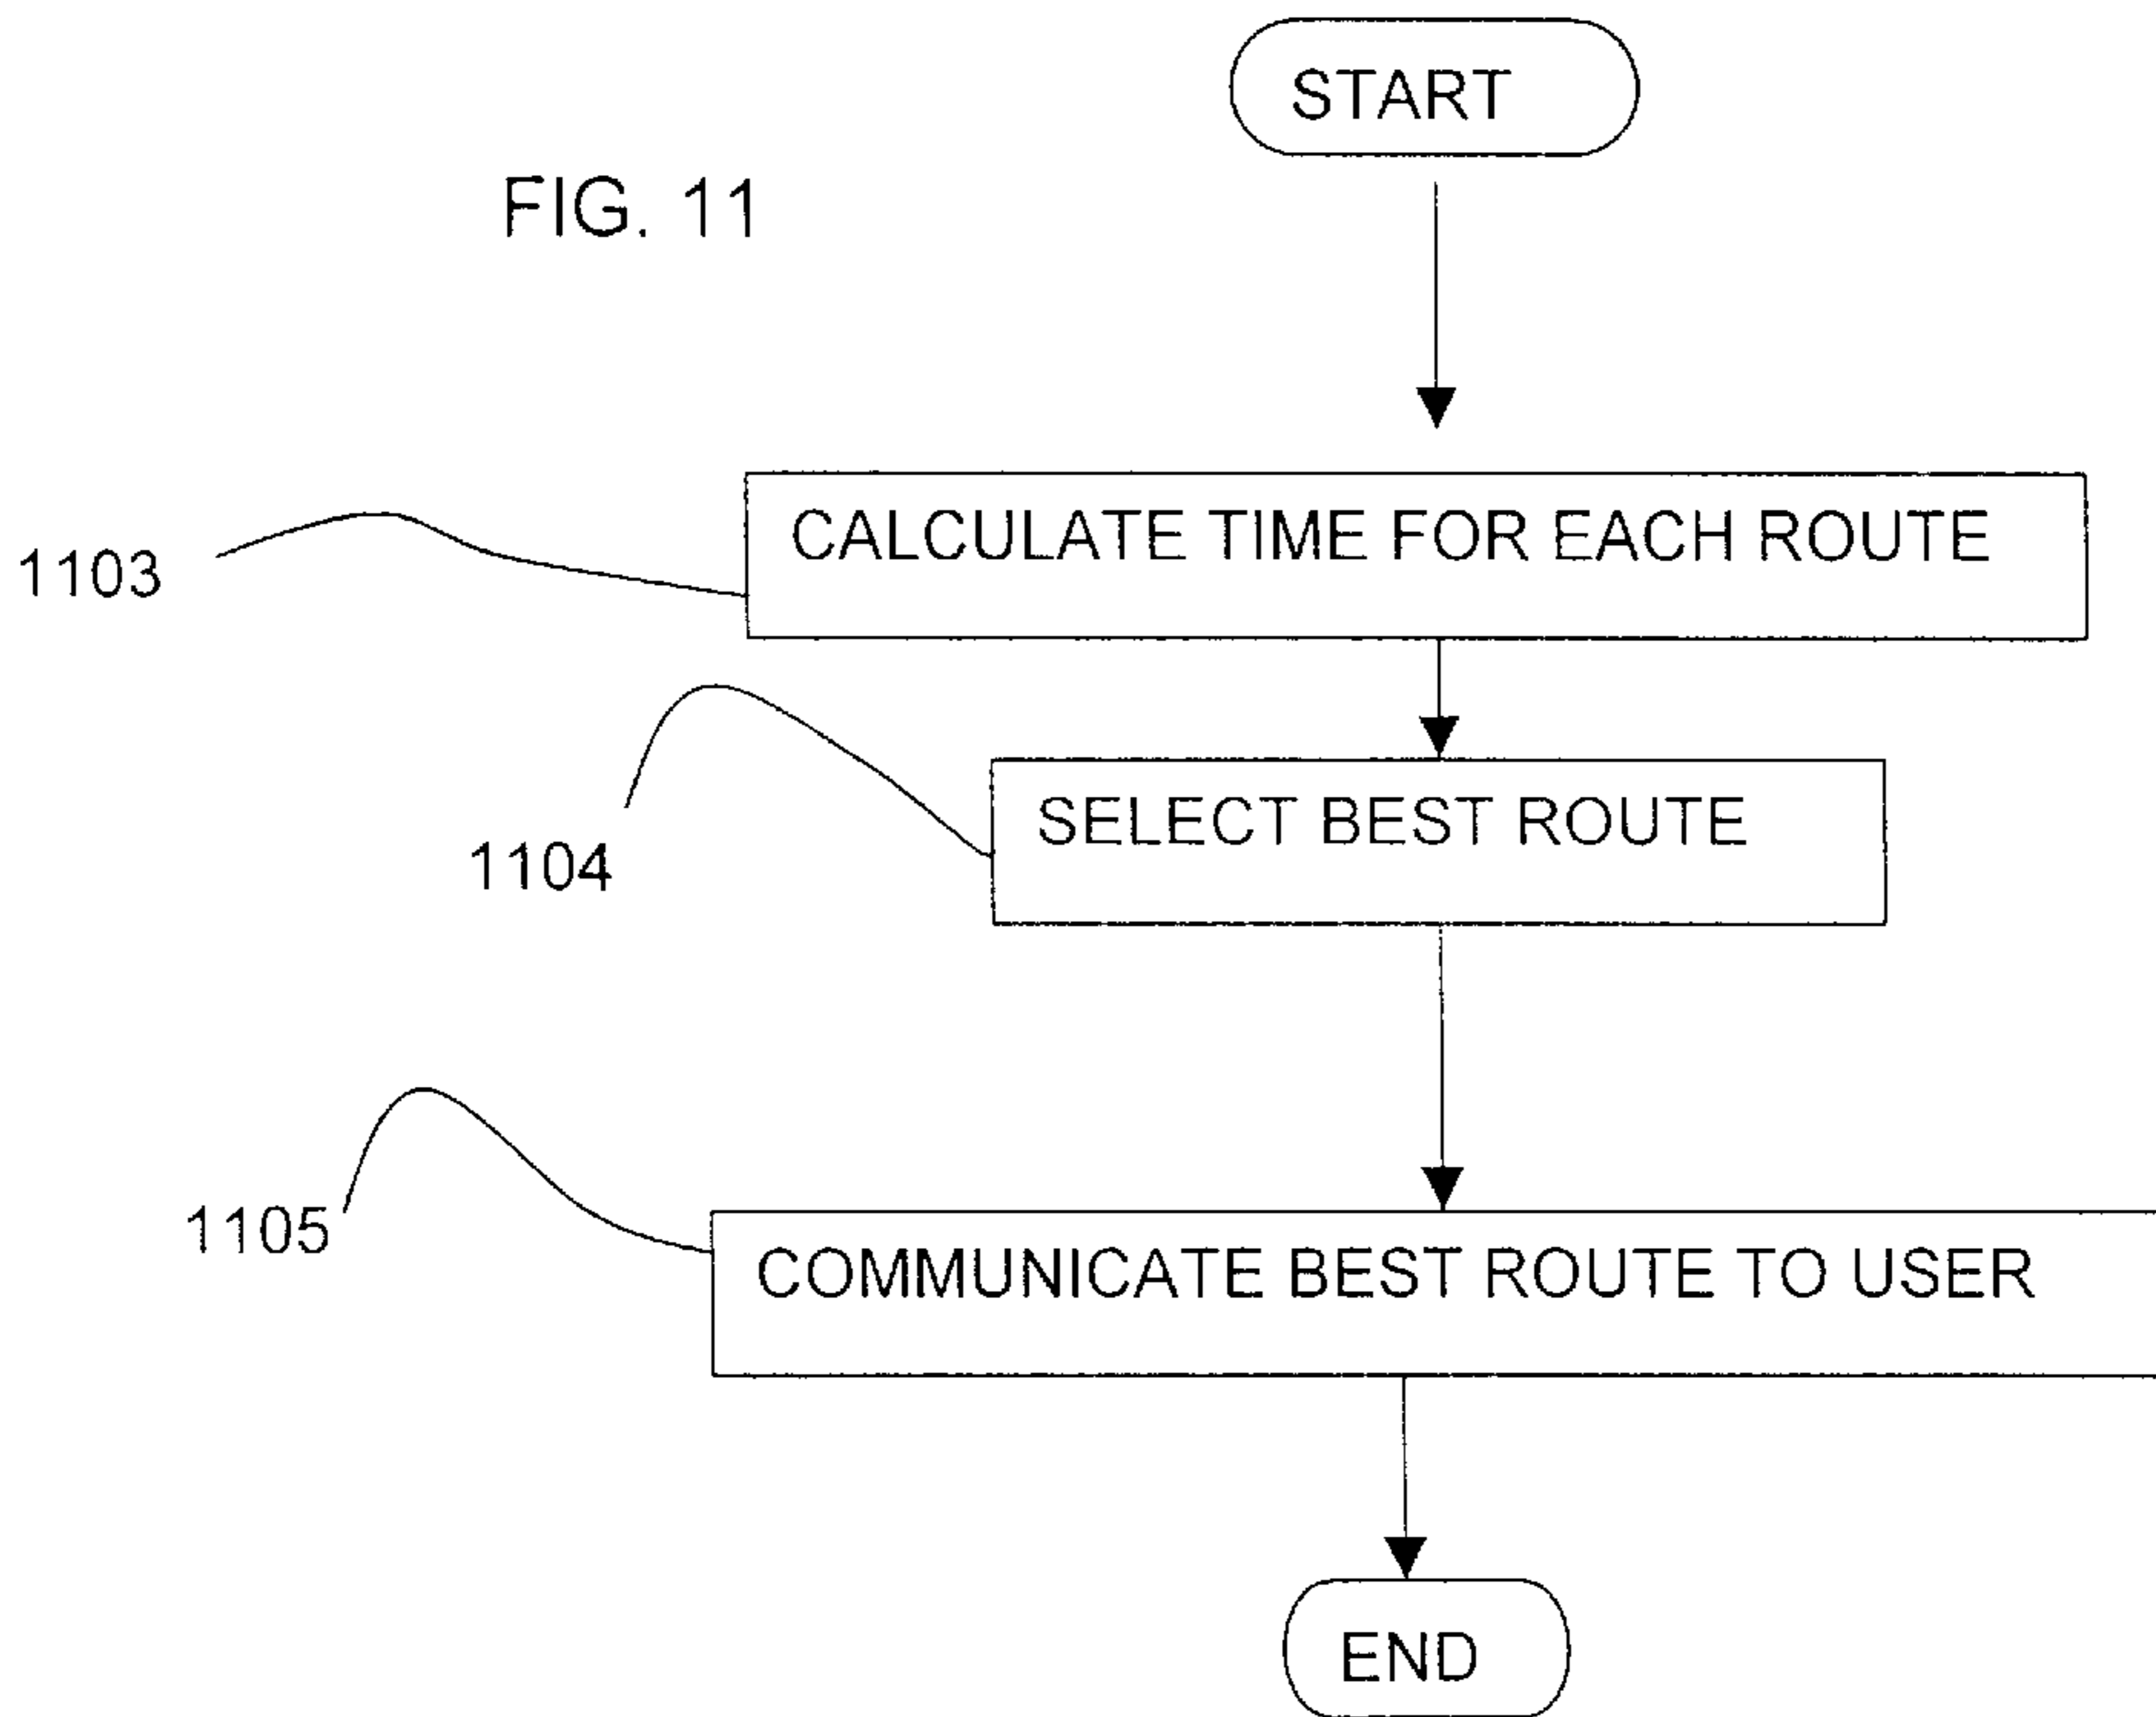 START
FIG. 11
CALCULATE TIME FOR EACH ROUTE
1103
SELECT BEST ROUTE
1104
1105
COMMUNICATE BEST ROUTE TO USER
END